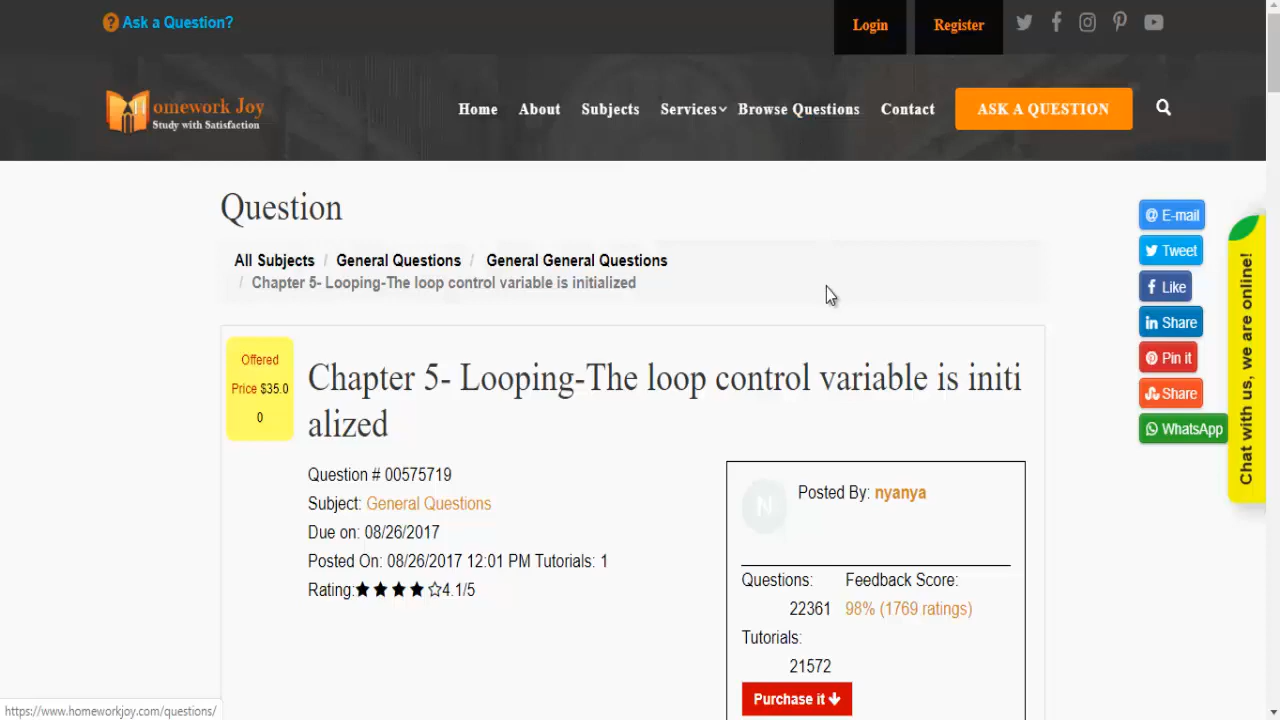 Ask a Question?
Login
Register
omework Joy
Study with Satisfaction
Home
About
Subjects
Services
Browse Questions
Contact
ASK A QUESTION
Question
All Subjects / General Questions / General General Questions
/ Chapter 5- Looping-The loop control variable is initialized
@ E-mail
Tweet
Like
Share
Pin it
Share
WhatsApp
Chat with us, we are online!
Offered
Price $35.0
0
Chapter 5- Looping-The loop control variable is initi
alized
Question # 00575719
Subject: General Questions
Due on: 08/26/2017
Posted On: 08/26/2017 12:01 PM Tutorials: 1
Rating:★★★★☆4.1/5
N
Posted By: nyanya
Questions:
22361
Feedback Score:
98% (1769 ratings)
Tutorials:
21572
Purchase it
https://www.homeworkjoy.com/questions/